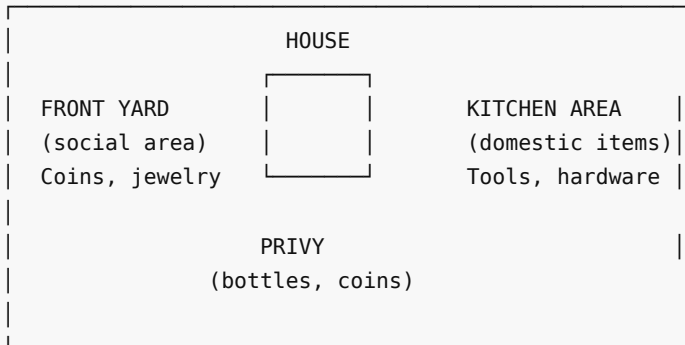 HOUSE
FRONT YARD KITCHEN AREA
(social area) (domestic items)
Coins, jewelry Tools, hardware
PRIVY
(bottles, coins)